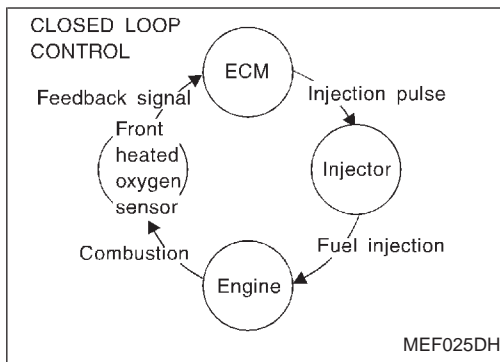 CLOSED LOOP
CONTROL
ECM
Feedback signal
Injection pulse
Front
heated
oxygen
sensor
Injector
Combustion
Fuel injection
Engine
MEF025DH